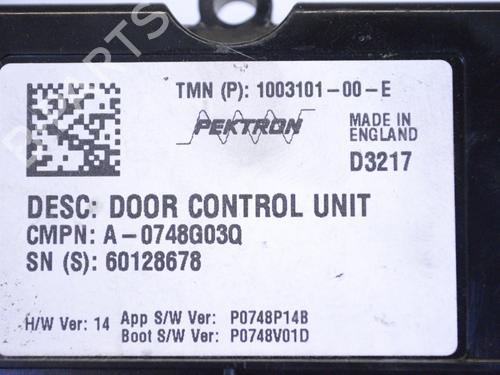 TMN (P): 1003101-00-E
PEKTRON
MADE IN
ENGLAND
D3217
DESC: DOOR CONTROL UNIT
CMPN: A-0748G03Q
SN (S): 60128678
H/W Ver: 14 App S/W Ver: P0748P14B
Boot S/W Ver: P0748V01D